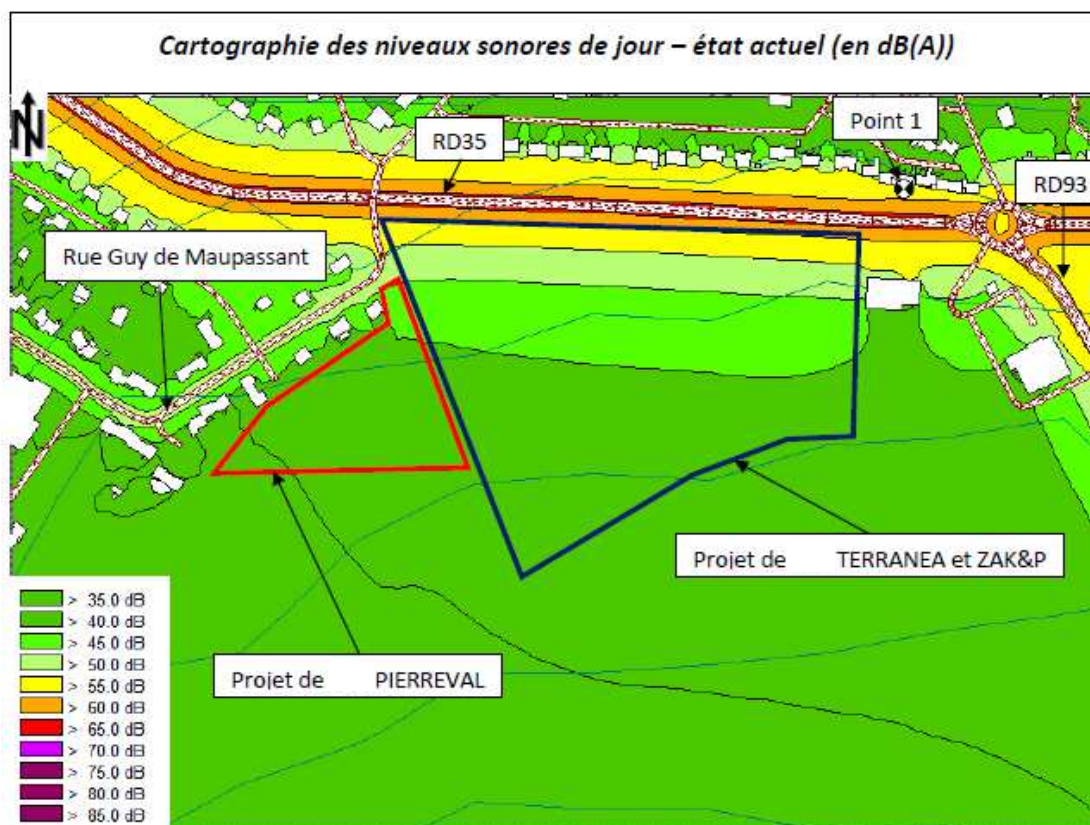 Cartographie des niveaux sonores de jour – état actuel (en dB(A))
N
RD35
Point 1
RD93
Rue Guy de Maupassant
Projet de TERRANEA et ZAK&P
Projet de PIERREVAL
> 35.0 dB
> 40.0 dB
> 45.0 dB
> 50.0 dB
> 55.0 dB
> 60.0 dB
> 65.0 dB
> 70.0 dB
> 75.0 dB
> 80.0 dB
> 85.0 dB